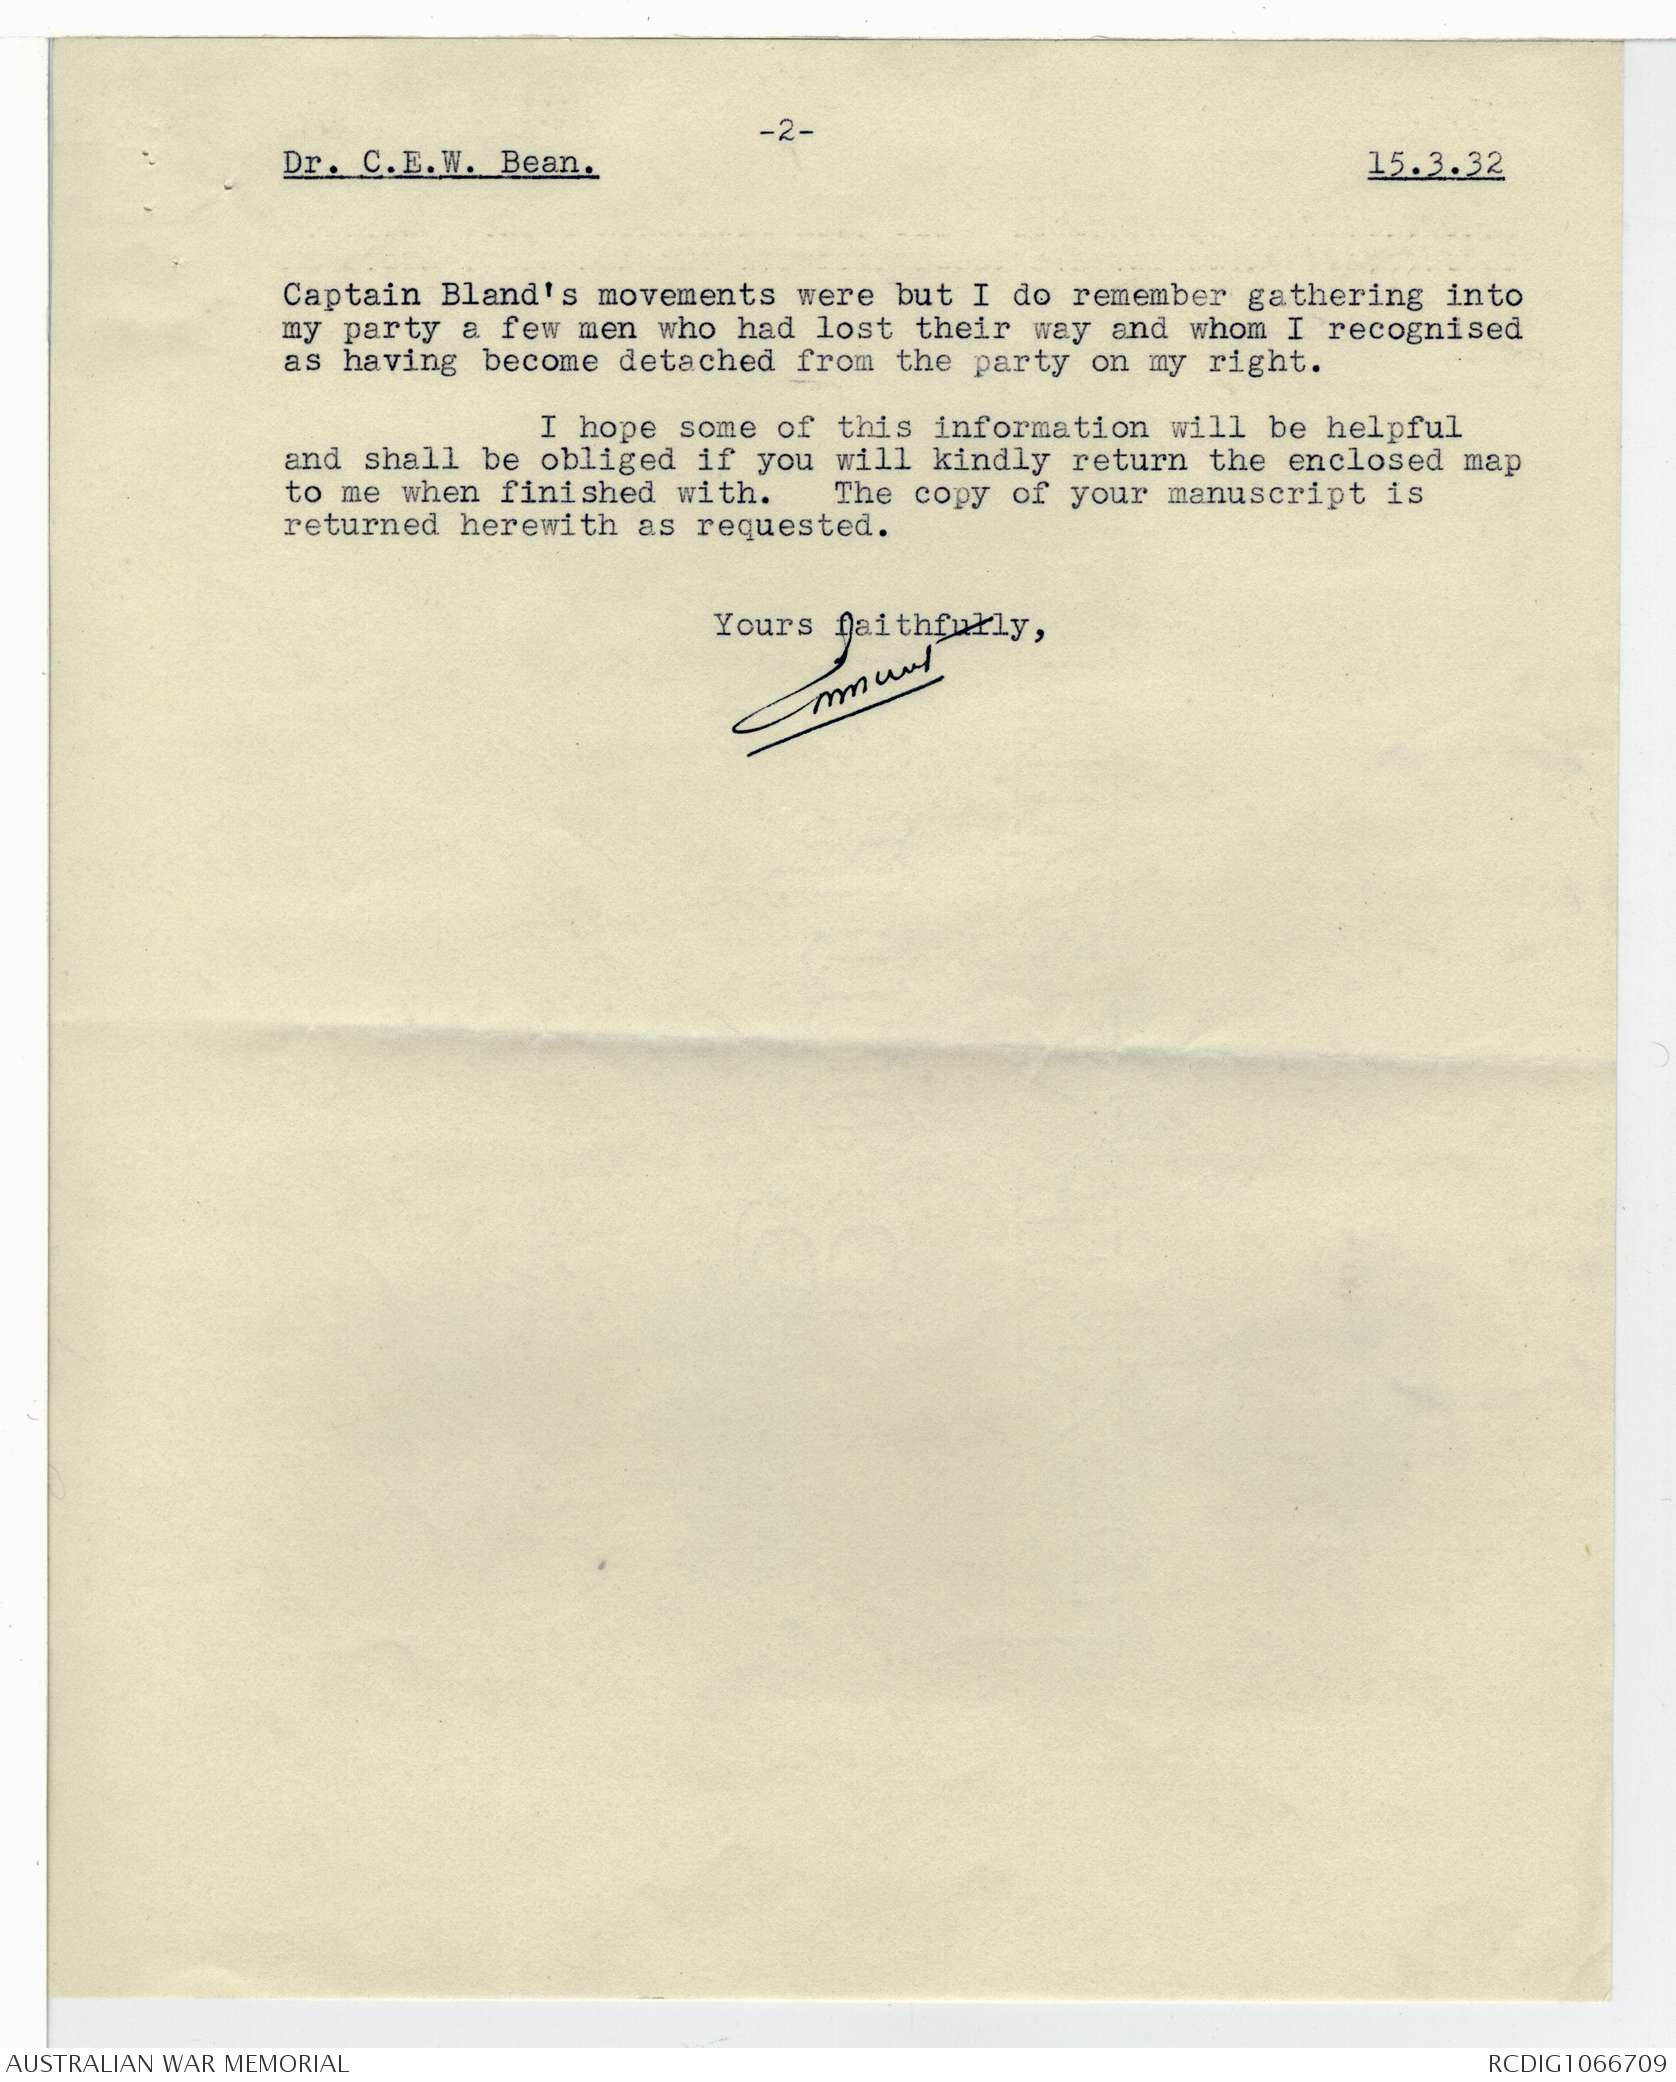 -2-
Dr. C.E.W. Bean. 15.3.32
Captain Bland's movements were but I do remember gathering into
my party a few men who had lost their way and whom I recognised
as having become detached from the party on my right.
I hope some of this information will be helpful
and shall be obliged if you will kindly return the enclosed map
to me when finished with. The copy of your manuscript is
returned herewith as requested.
Yours faithfully,
AUSTRALIAN WAR MEMORIAL RCDIG1066709